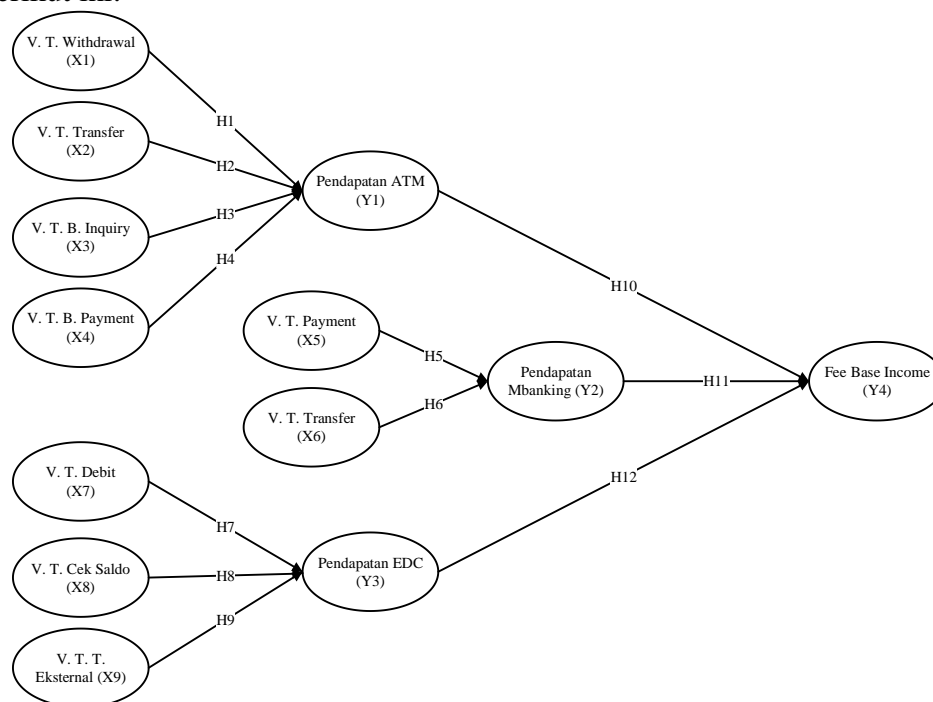 V. T. Withdrawal
(X1)
V. T. Transfer
(X2)
V. T. B. Inquiry
(X3)
V. T. B. Payment
(X4)
H1
H2
H3
H4
Pendapatan ATM
(Y1)
H10
V. T. Payment
(X5)
V. T. Transfer
(X6)
H5
H6
Pendapatan
Mbanking (Y2)
H11
Fee Base Income
(Y4)
H12
V. T. Debit
(X7)
V. T. Cek Saldo
(X8)
V. T. T.
Eksternal (X9)
H7
H8
H9
Pendapatan EDC
(Y3)